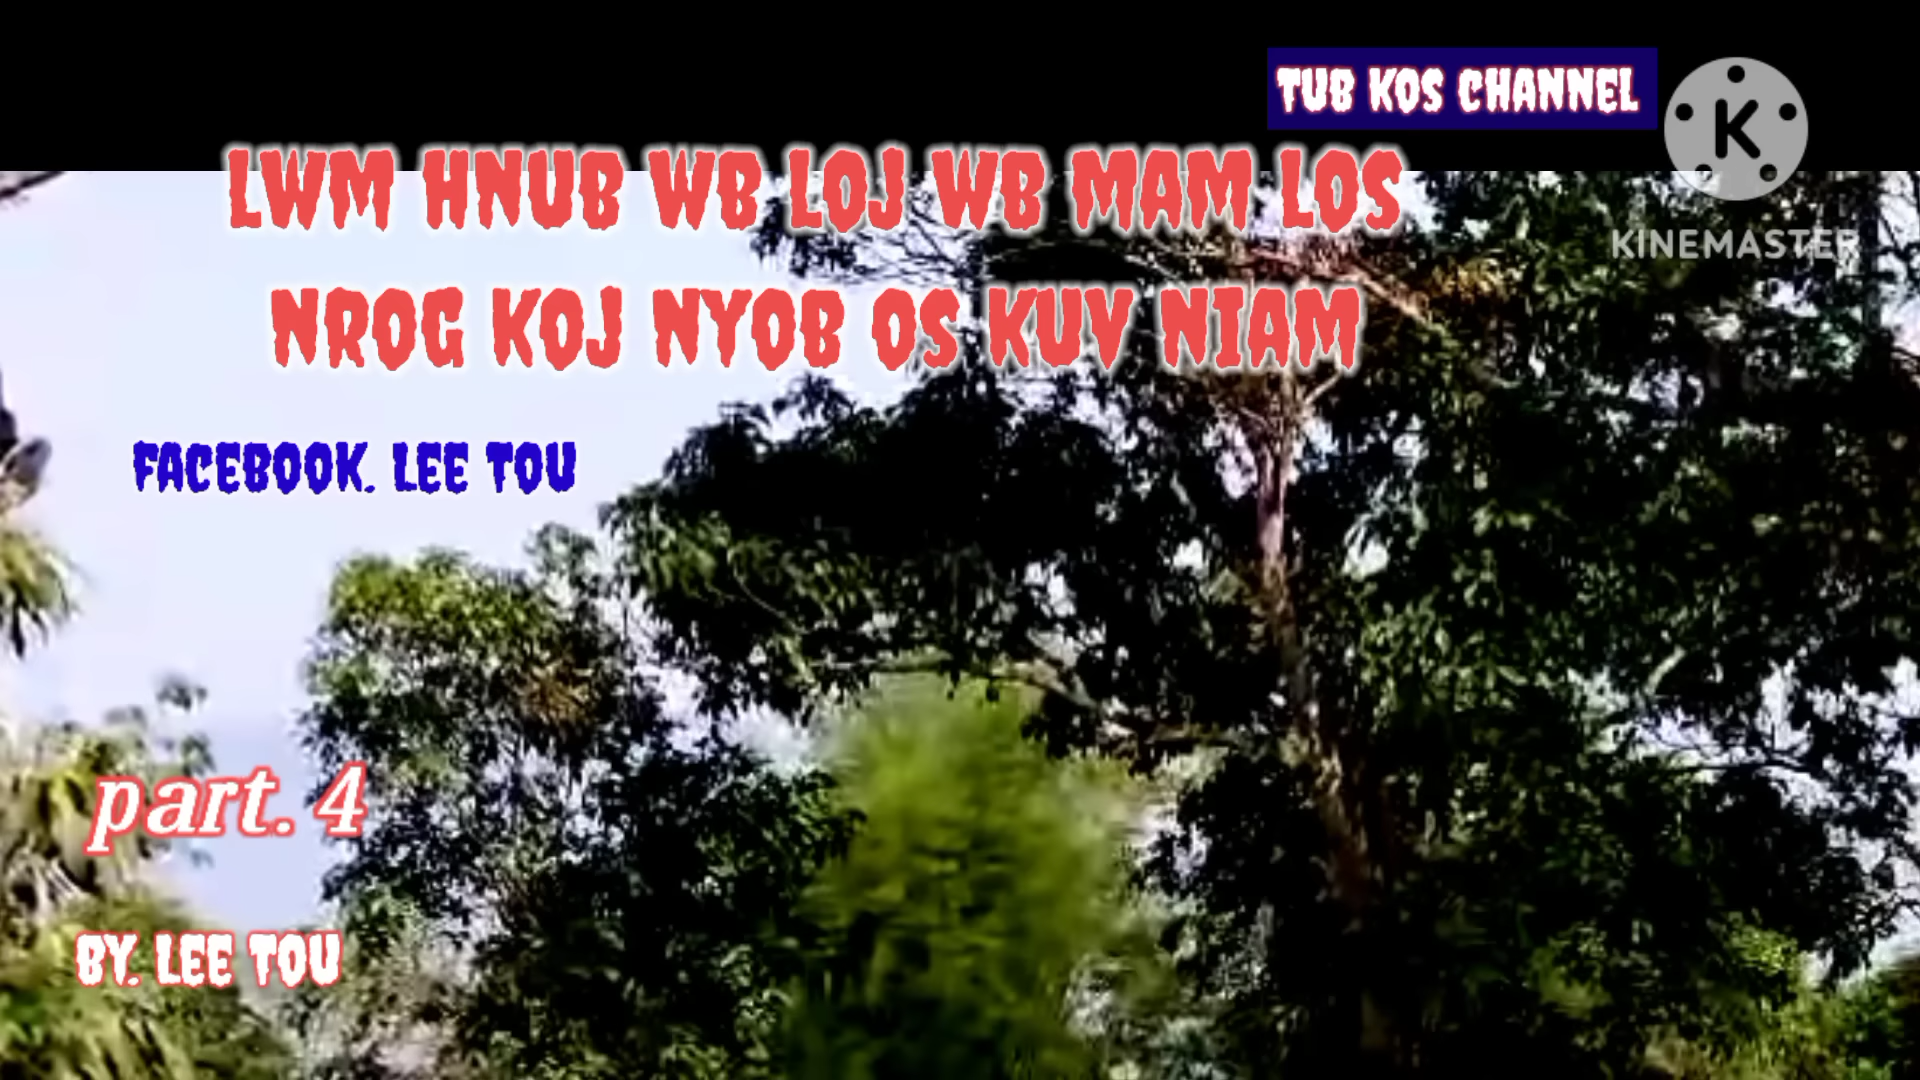 TUB KOS CHANNEL
K
KINEMASTER
LWM HNUB WB LOJ WB MAM LOS
NROG KOJ NYOB OS KUV NIAM
FACEBOOK. LEE TOU
part. 4
BY. LEE TOU